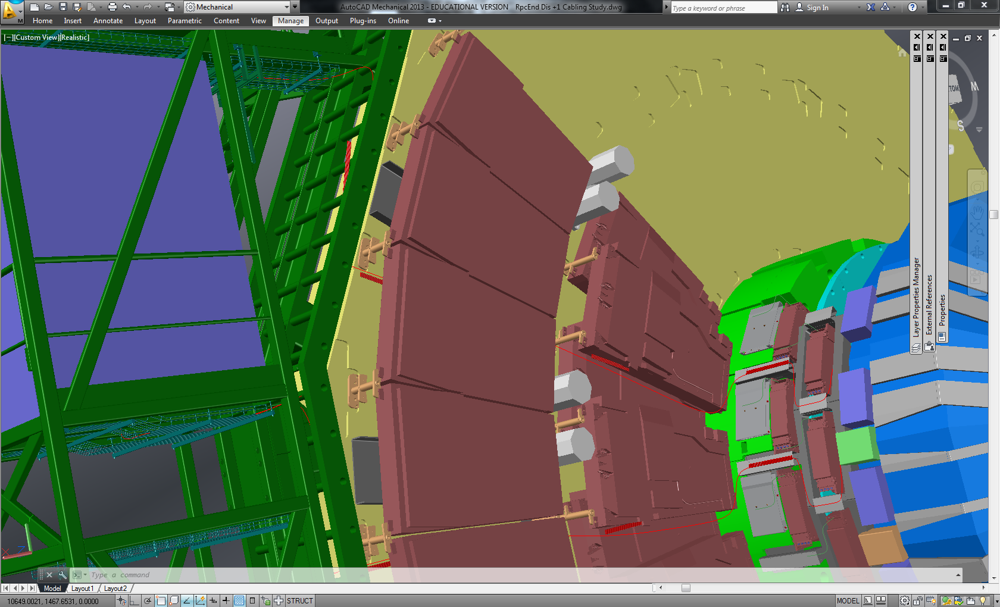 Mechanical
AutoCAD Mechanical 2013 - EDUCATIONAL VERSION RpcEnd Dis +1 Cabling Study.dwg
Type a keyword or phrase
Sign In
M
Home Insert Annotate Layout Parametric Content View Manage Output Plug-ins Online
[−][Custom View][Realistic]
TOM
W
S
Layer Properties Manager
External References
Properties
X
Z
Type a command
Model Layout1 Layout2
10649.0021, 1467.6531, 0.0000
STRUCT
MODEL